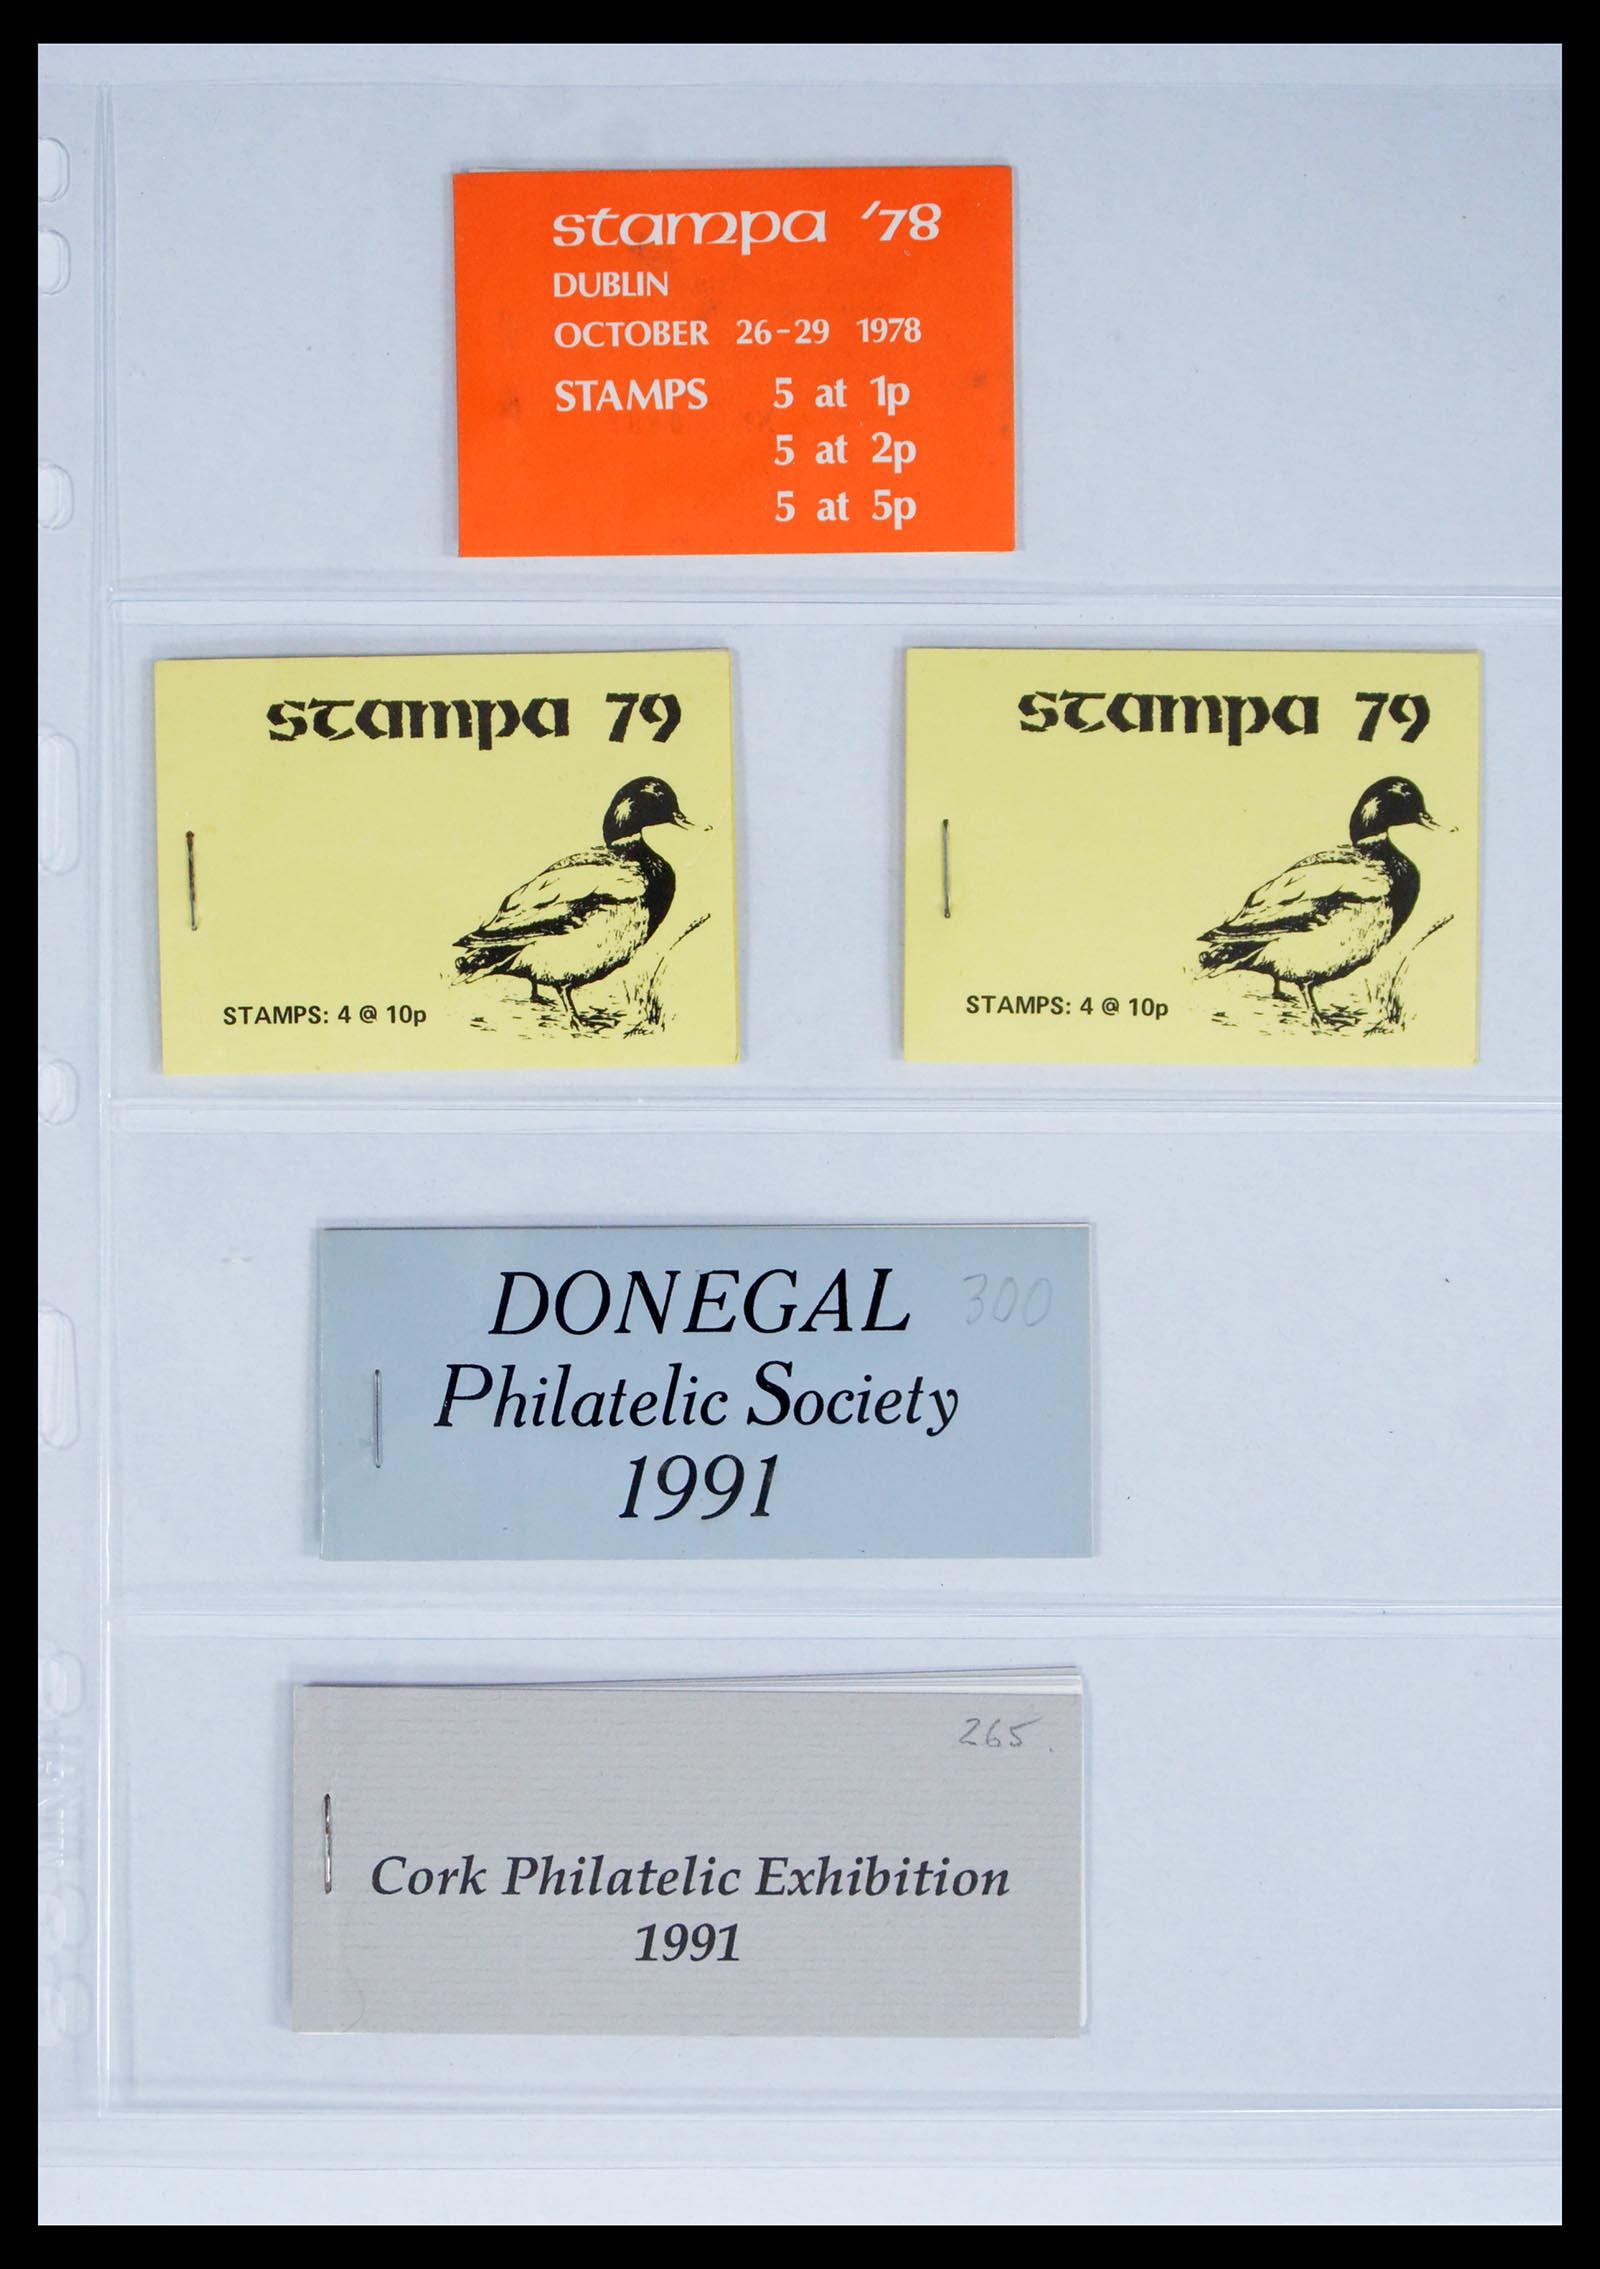 stampa '78
DUBLIN
OCTOBER 26-29 1978
STAMPS 5 at 1p
5 at 2p
5 at 5p
stampa 79
STAMPS: 4 @ 10p
stampa 79
STAMPS: 4 @ 10p
DONEGAL 300
Philatelic Society
1991
265.
Cork Philatelic Exhibition
1991